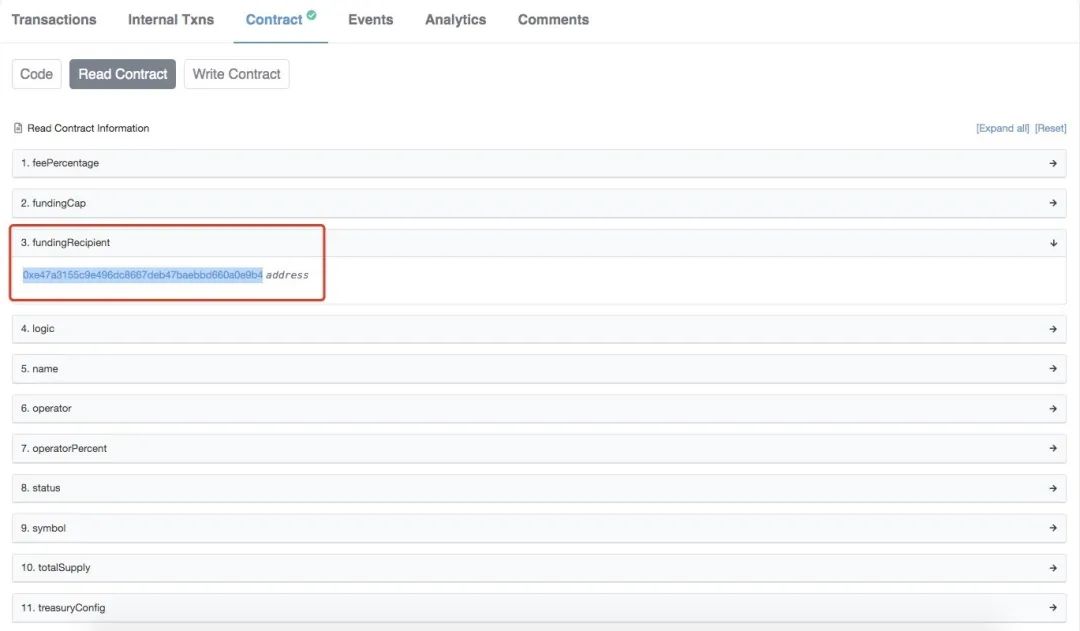 Transactions Internal Txns Contract Events Analytics Comments
Code Read Contract Write Contract
Read Contract Information [Expand all] [Reset]
1. feePercentage
2. fundingCap
3. fundingRecipient
0xe47a3155c9e496dc8667deb47baebbd660a0e9b4 address
4. logic
5. name
6. operator
7. operatorPercent
8. status
9. symbol
10. totalSupply
11. treasuryConfig